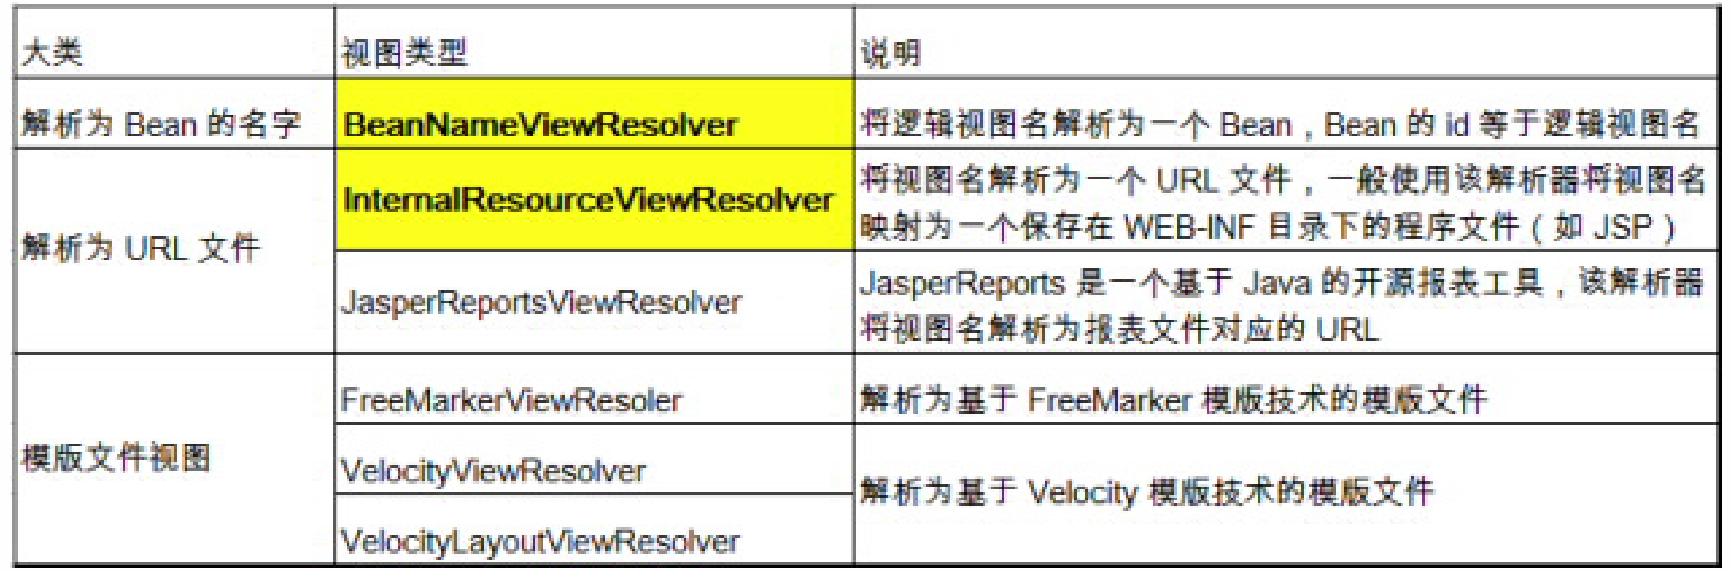 大类 视图类型 说明
解析为 Bean 的名字 BeanNameViewResolver 将逻辑视图名解析为一个 Bean，Bean 的 id 等于逻辑视图名
解析为 URL 文件
InternalResourceViewResolver
将视图名解析为一个 URL 文件，一般使用该解析器将视图名
映射为一个保存在 WEB-INF 目录下的程序文件（如 JSP）
JasperReportsViewResolver
JasperReports 是一个基于 Java 的开源报表工具，该解析器
将视图名解析为报表文件对应的 URL
模版文件视图
FreeMarkerViewResoler 解析为基于 FreeMarker 模版技术的模版文件
VelocityViewResolver
VelocityLayoutViewResolver
解析为基于 Velocity 模版技术的模版文件